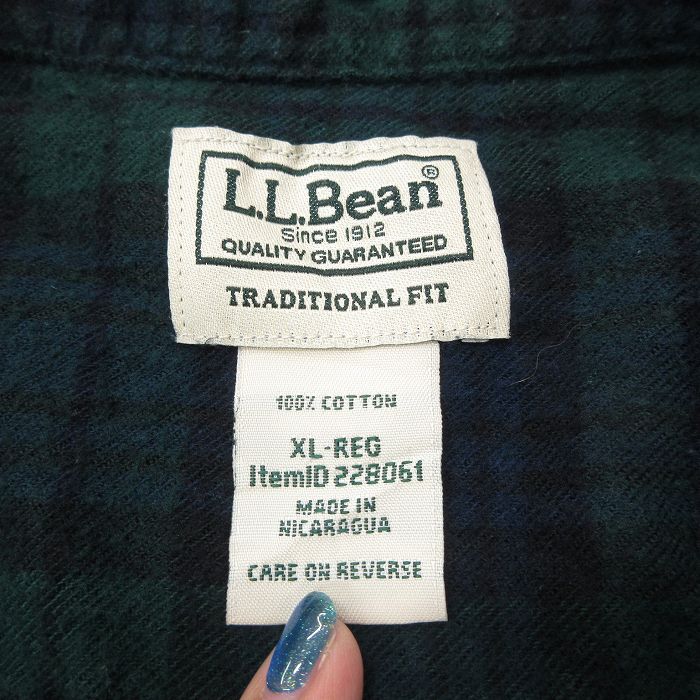 L.L.Bean®
Since 1912
QUALITY GUARANTEED
TRADITIONAL FIT
100% COTTON
XL-REG
ItemID 228061
MADE IN
NICARAGUA
CARE ON REVERSE